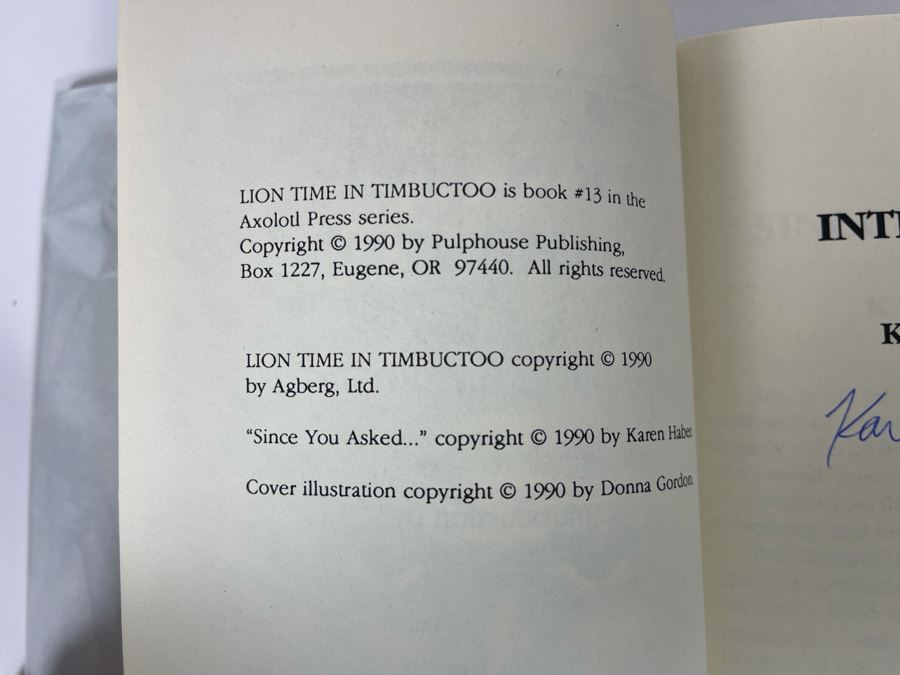 LION TIME IN TIMBUCTOO is book #13 in the
Axolotl Press series.
Copyright © 1990 by Pulphouse Publishing,
Box 1227, Eugene, OR 97440. All rights reserved.
LION TIME IN TIMBUCTOO copyright © 1990
by Agberg, Ltd.
“Since You Asked...” copyright © 1990 by Karen Haber.
Cover illustration copyright © 1990 by Donna Gordon.
INT
K
Kar